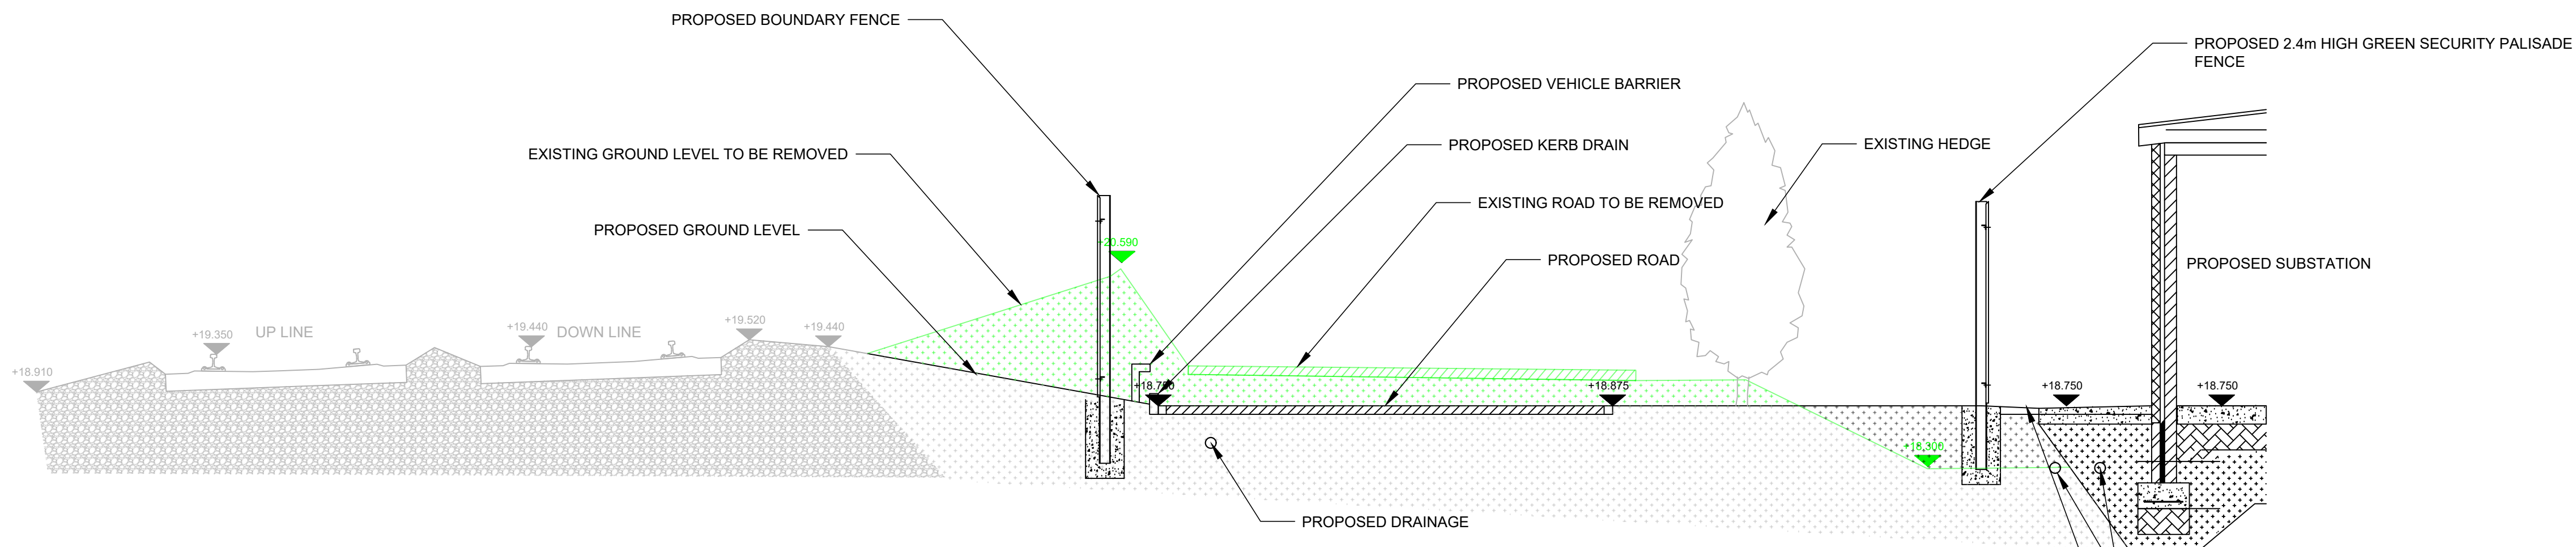 PROPOSED BOUNDARY FENCE
PROPOSED 2.4m HIGH GREEN SECURITY PALISADE
FENCE
PROPOSED VEHICLE BARRIER
EXISTING HEDGE
PROPOSED KERB DRAIN
EXISTING GROUND LEVEL TO BE REMOVED
EXISTING ROAD TO BE REMOVED
PROPOSED GROUND LEVEL
+20.590
PROPOSED ROAD
PROPOSED SUBSTATION
+19.520
+19.440
+19.440
DOWN LINE
+19.350
UP LINE
+18.910
+18.750
+18.875
+18.750
+18.750
+18.300
PROPOSED DRAINAGE